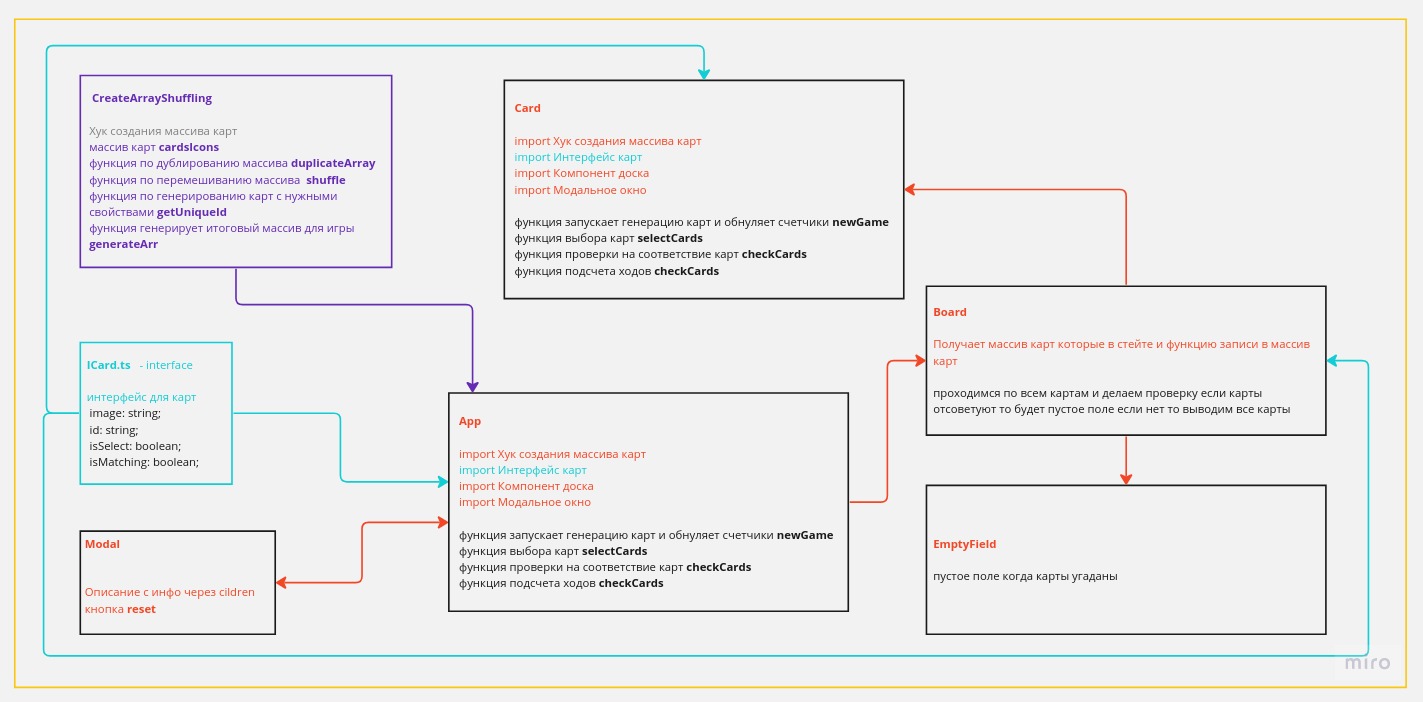 CreateArrayShuffling
Хук создания массива карт
массив карт cardsIcons
функция по дублированию массива duplicateArray
функция по перемешиванию массива shuffle
функция по генерированию карт с нужными
свойствами getUniqueId
функция генерирует итоговый массив для игры
generateArr
Card
import Хук создания массива карт
import Интерфейс карт
import Компонент доска
import Модальное окно
функция запускает генерацию карт и обнуляет счетчики newGame
функция выбора карт selectCards
функция проверки на соответствие карт checkCards
функция подсчета ходов checkCards
Board
Получает массив карт которые в стейте и функцию записи в массив
карт
проходимся по всем картам и делаем проверку если карты
отсоветуют то будет пустое поле если нет то выводим все карты
ICard.ts - interface
интерфейс для карт
image: string;
id: string;
isSelect: boolean;
isMatching: boolean;
App
import Хук создания массива карт
import Интерфейс карт
import Компонент доска
import Модальное окно
функция запускает генерацию карт и обнуляет счетчики newGame
функция выбора карт selectCards
функция проверки на соответствие карт checkCards
функция подсчета ходов checkCards
Modal
Описание с инфо через cildren
кнопка reset
EmptyField
пустое поле когда карты угаданы
miro